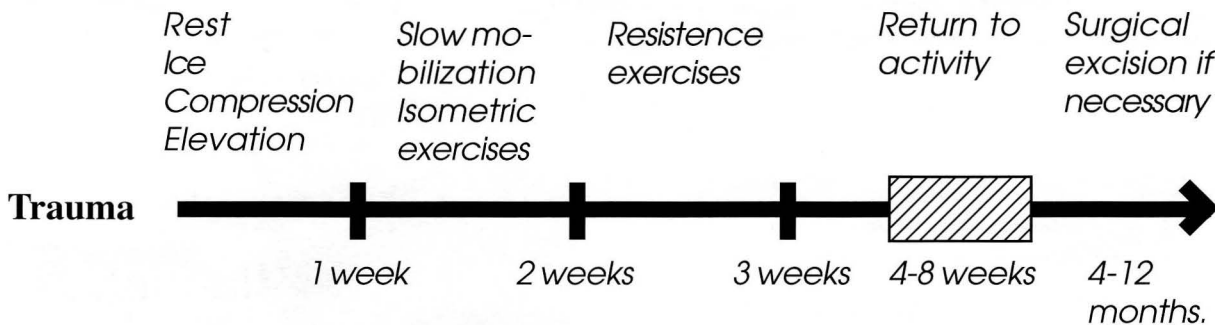 Rest
Ice
Compression
Elevation
Slow mo-
bilization
Isometric
exercises
Resistence
exercises
Return to
activity
Surgical
excision if
necessary
Trauma
1 week
2 weeks
3 weeks
4-8 weeks
4-12
months.